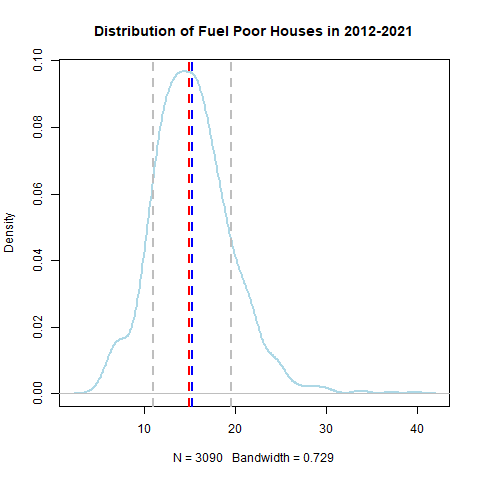 Distribution of Fuel Poor Houses in 2012-2021
Density
0.10
0.08
0.06
0.04
0.02
0.00
10 20 30 40
N = 3090 Bandwidth = 0.729